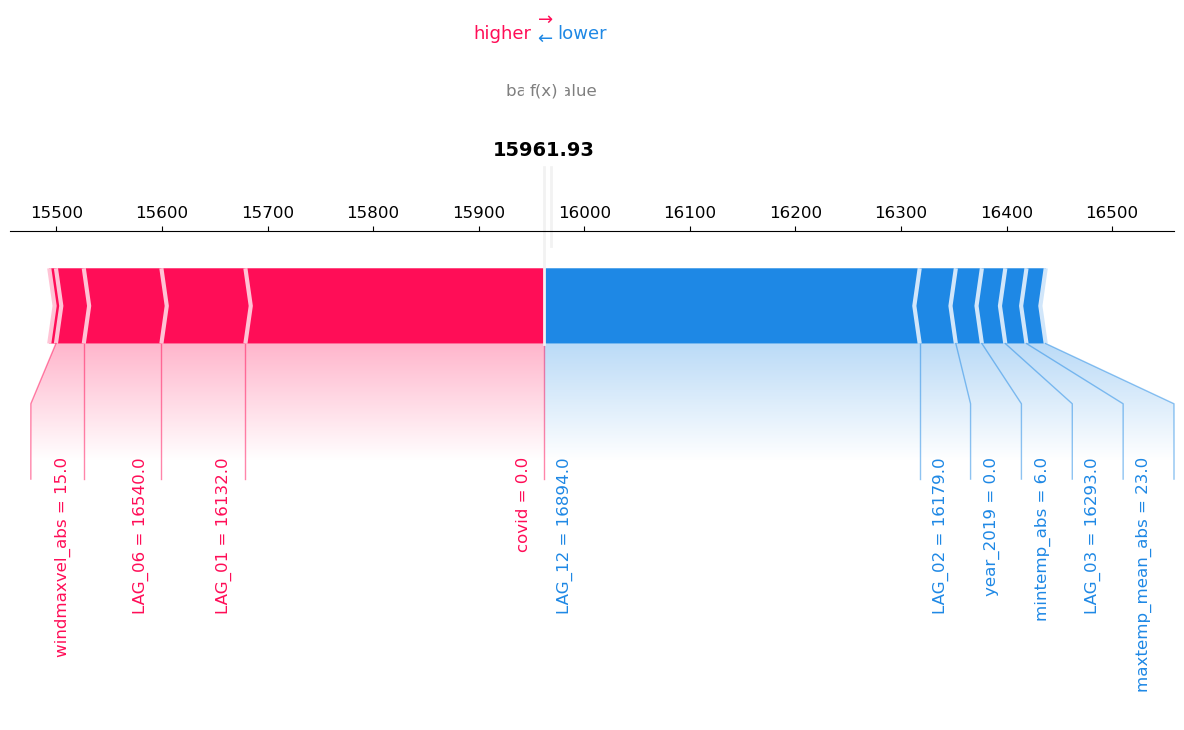 higher → ← lower
ba f(x) alue
15961.93
15500 15600 15700 15800 15900 16000 16100 16200 16300 16400 16500
windmaxvel_abs = 15.0
LAG_06 = 16540.0
LAG_01 = 16132.0
covid = 0.0
LAG_12 = 16894.0
LAG_02 = 16179.0
year_2019 = 0.0
mintemp_abs = 6.0
LAG_03 = 16293.0
maxtemp_mean_abs = 23.0